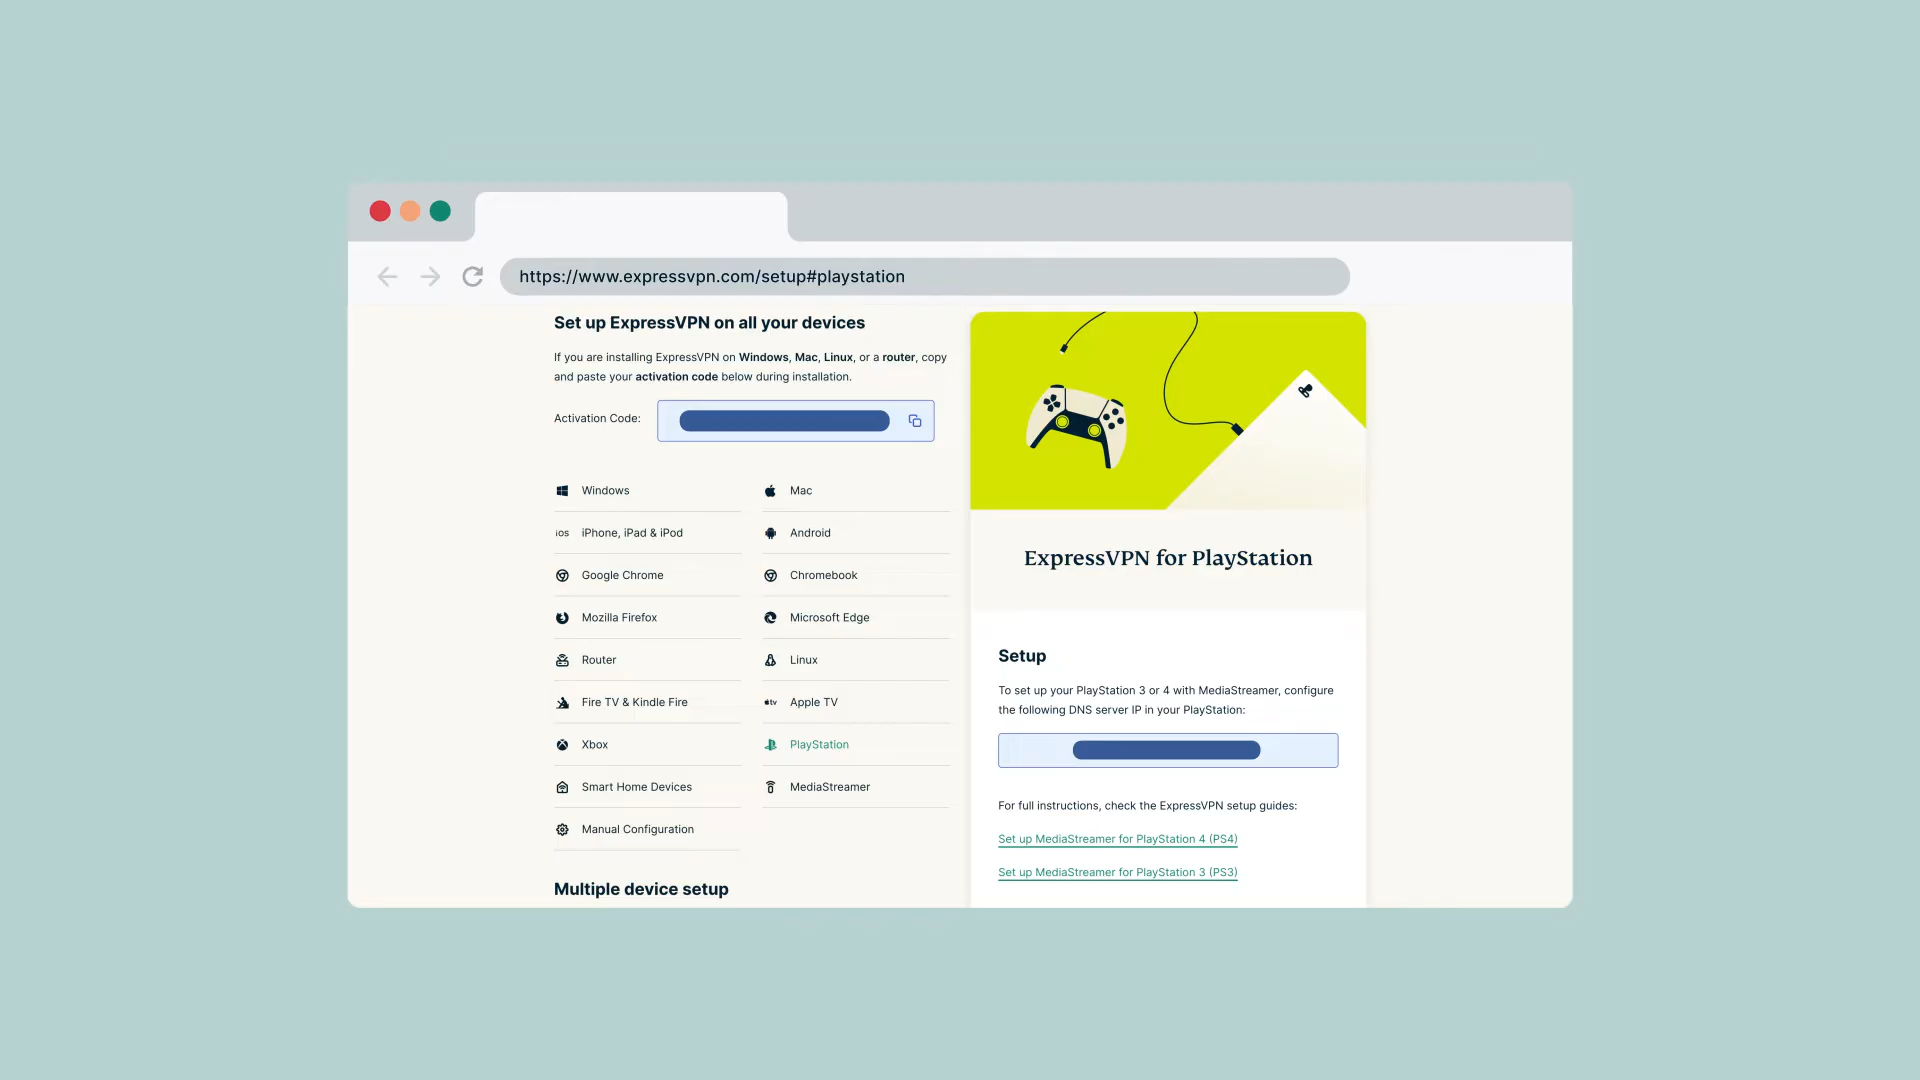 https://www.expressvpn.com/setup#playstation
Set up ExpressVPN on all your devices
If you are installing ExpressVPN on Windows, Mac, Linux, or a router, copy
and paste your activation code below during installation.
Activation Code:
Windows
Mac
iOS iPhone, iPad & iPod
Android
Google Chrome
Chromebook
Mozilla Firefox
Microsoft Edge
Router
Linux
Fire TV & Kindle Fire
tv Apple TV
Xbox
PlayStation
Smart Home Devices
MediaStreamer
Manual Configuration
Multiple device setup
ExpressVPN for PlayStation
Setup
To set up your PlayStation 3 or 4 with MediaStreamer, configure
the following DNS server IP in your PlayStation:
For full instructions, check the ExpressVPN setup guides:
Set up MediaStreamer for PlayStation 4 (PS4)
Set up MediaStreamer for PlayStation 3 (PS3)